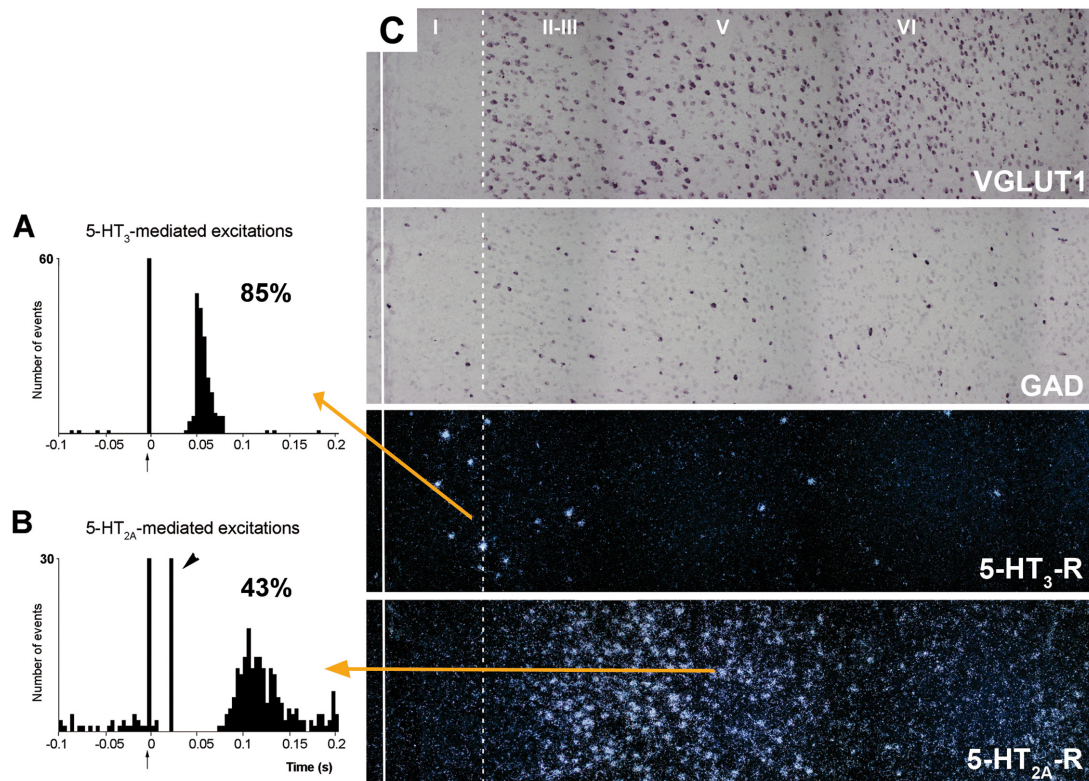 A
5-HT3-mediated excitations
60
85%
Number of events
-0.1 -0.05 0 0.05 0.1 0.15 0.2
B
5-HT2A-mediated excitations
30
43%
Number of events
-0.1 -0.05 0 0.05 0.1 0.15 0.2
Time (s)
C
I II-III V VI
VGLUT1
GAD
5-HT3-R
5-HT2A-R